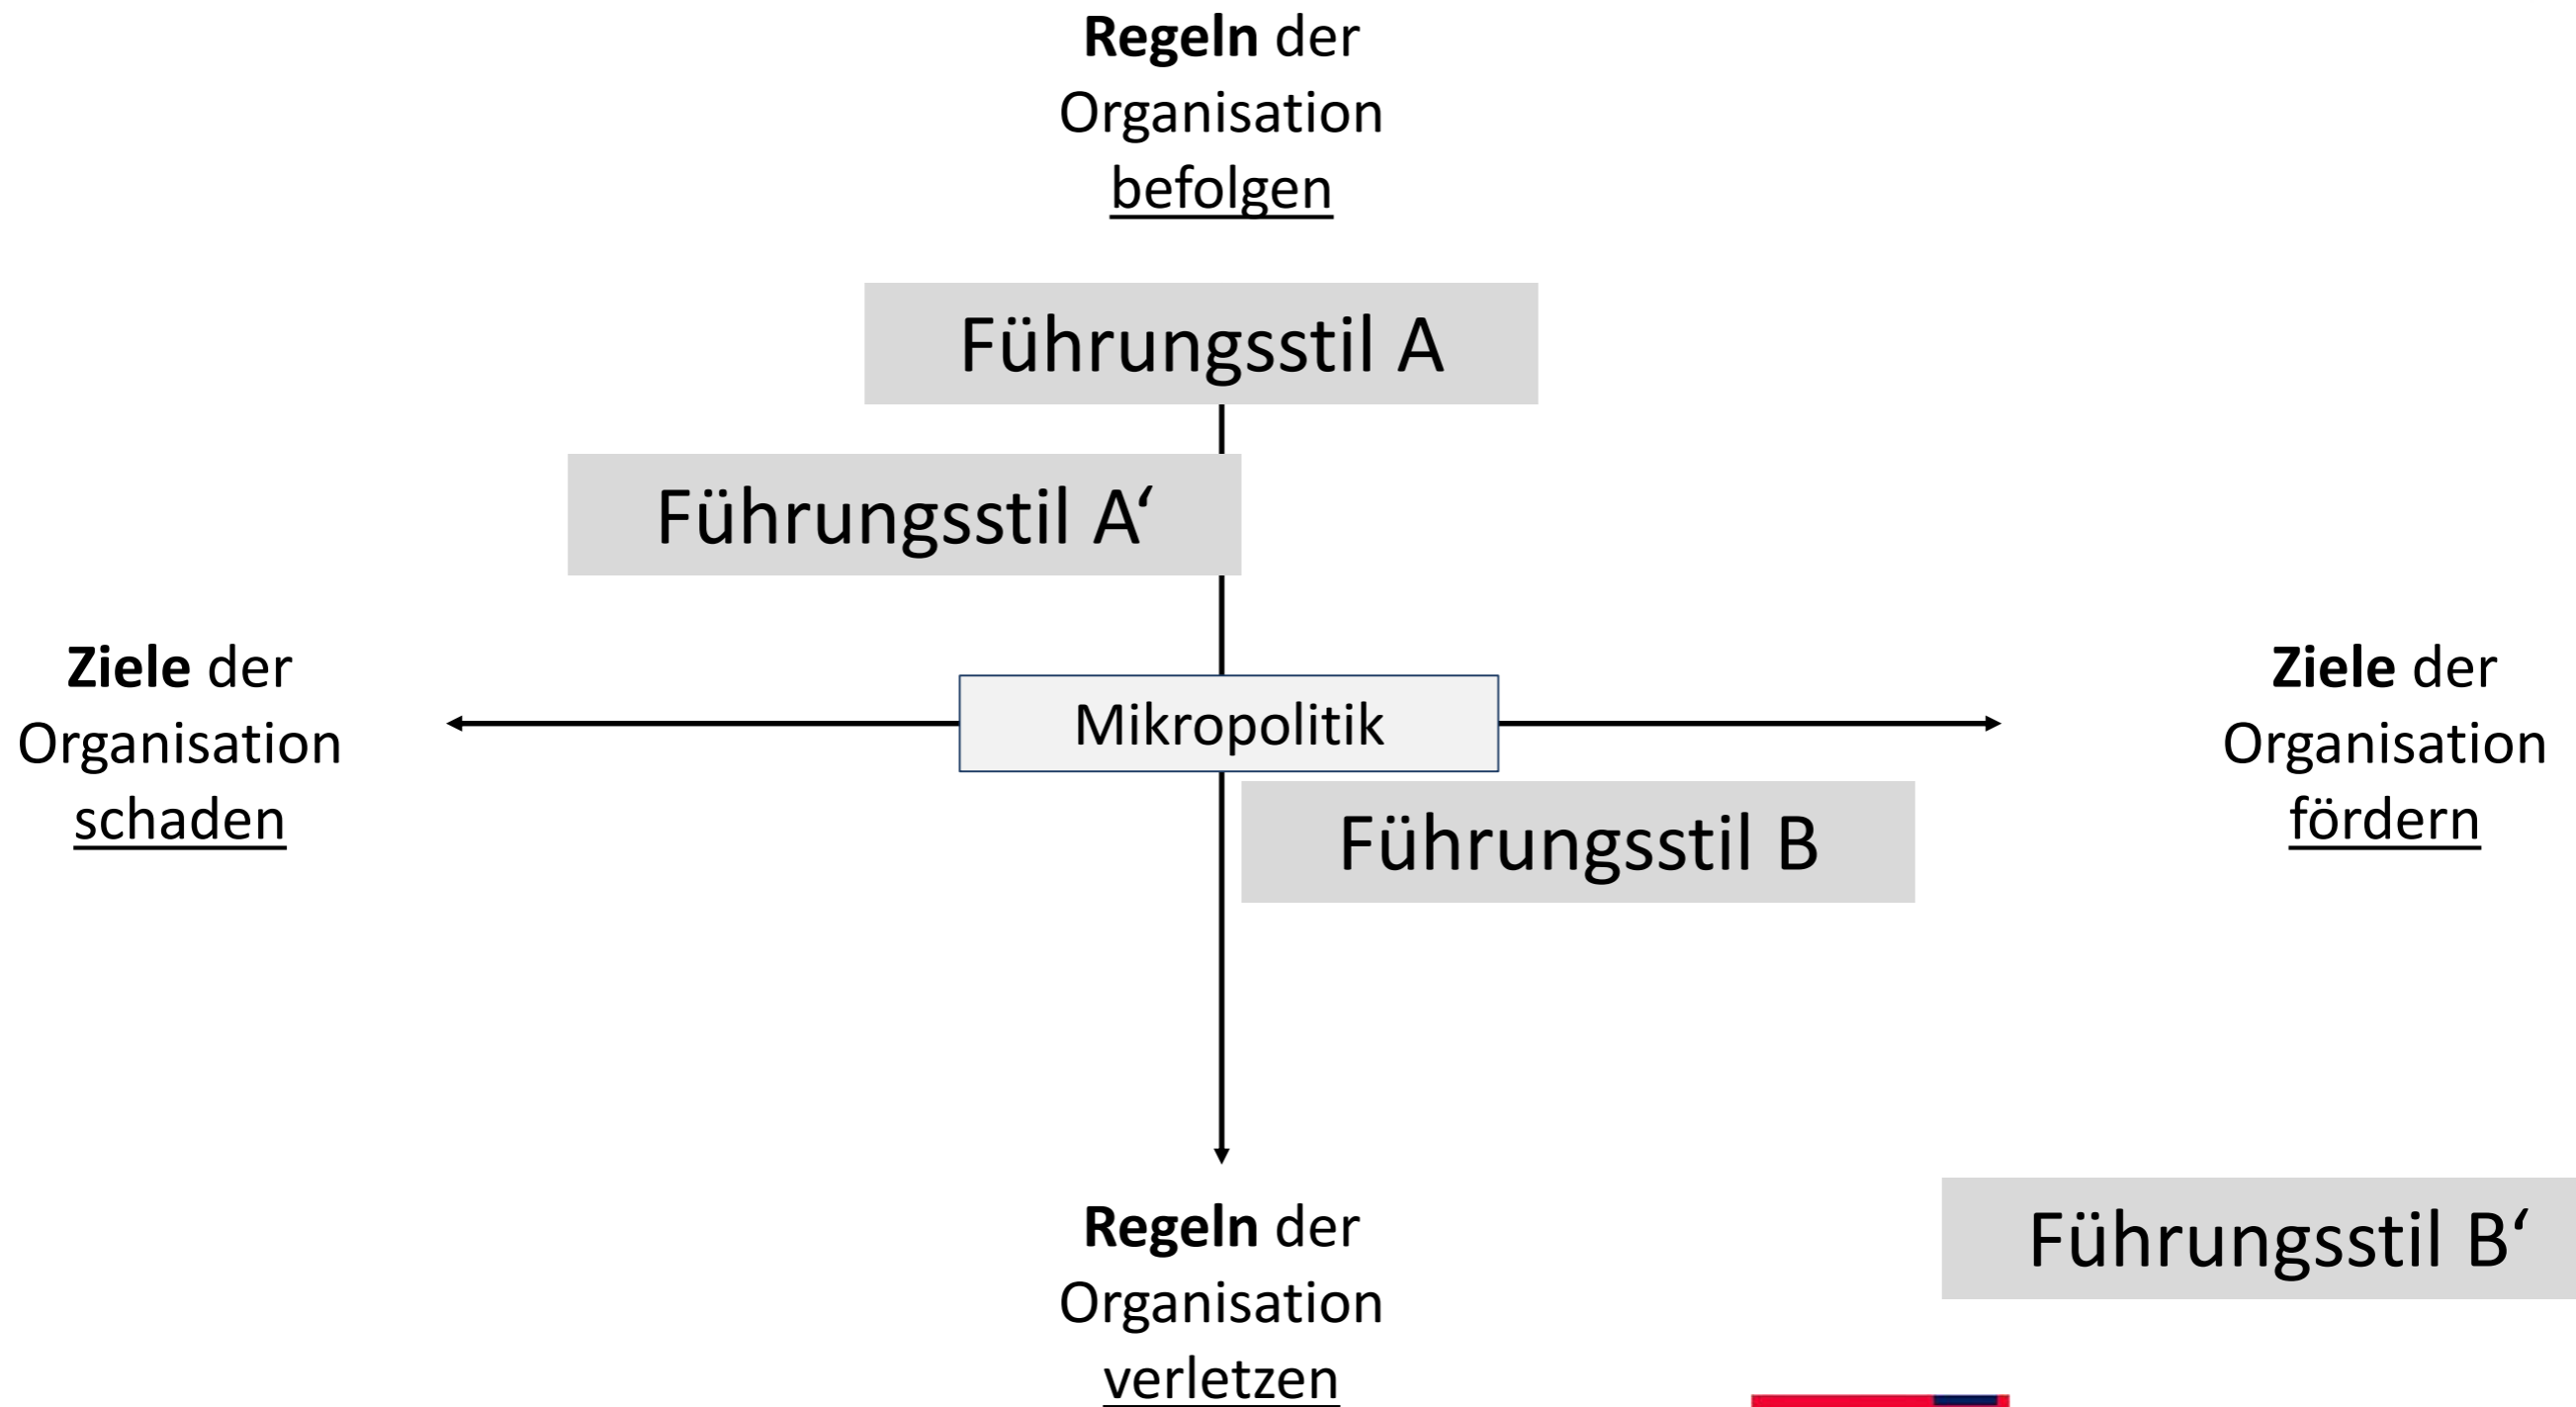 Regeln der
Organisation
befolgen
Führungsstil A
Führungsstil A‘
Ziele der
Organisation
schaden
Mikropolitik
Ziele der
Organisation
fördern
Führungsstil B
Führungsstil B‘
Regeln der
Organisation
verletzen